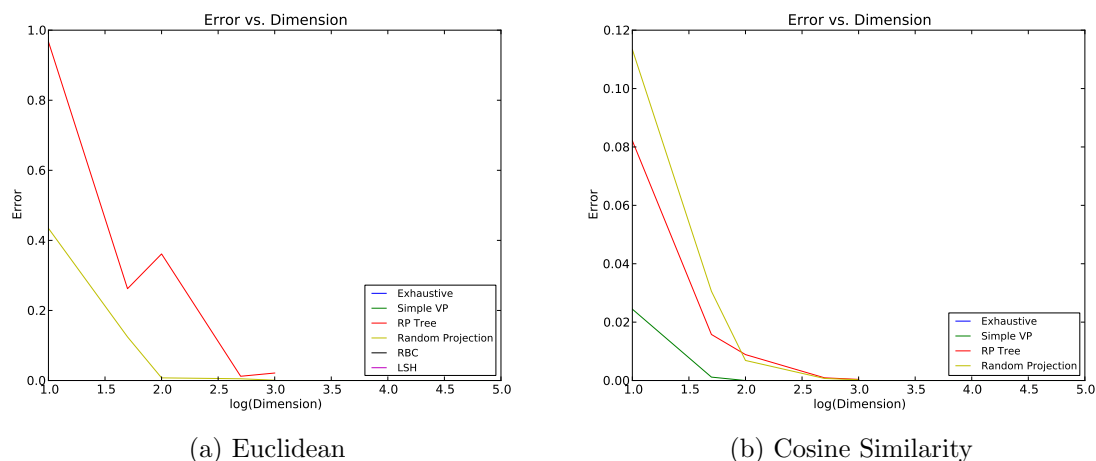 Error vs. Dimension
1.0
0.8
0.6
0.4
0.2
0.0
Error
1.0 1.5 2.0 2.5 3.0 3.5 4.0 4.5 5.0
log(Dimension)
Exhaustive
Simple VP
RP Tree
Random Projection
RBC
LSH
(a) Euclidean
Error vs. Dimension
0.12
0.10
0.08
0.06
0.04
0.02
0.00
Error
1.0 1.5 2.0 2.5 3.0 3.5 4.0 4.5 5.0
log(Dimension)
Exhaustive
Simple VP
RP Tree
Random Projection
(b) Cosine Similarity